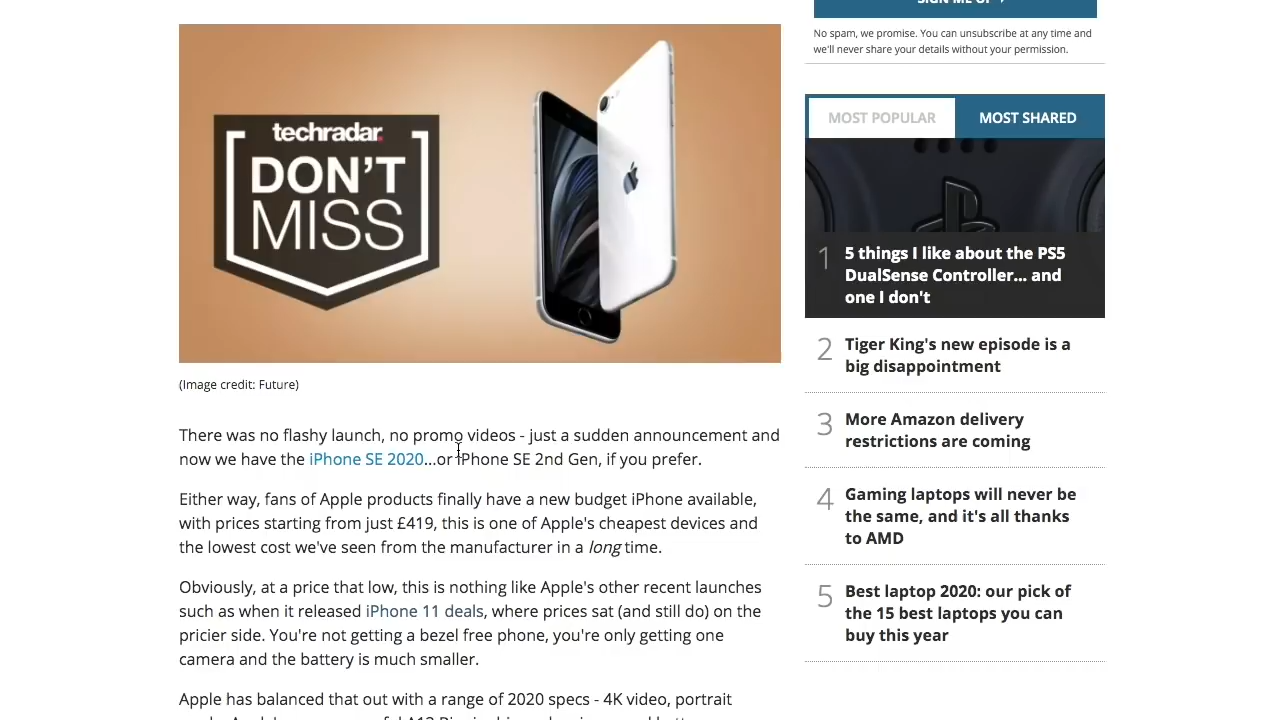 SIGN ME UP ›
No spam, we promise. You can unsubscribe at any time and
we'll never share your details without your permission.
techradar.
DON'T
MISS
(Image credit: Future)
There was no flashy launch, no promo videos - just a sudden announcement and
now we have the iPhone SE 2020...or iPhone SE 2nd Gen, if you prefer.
Either way, fans of Apple products finally have a new budget iPhone available,
with prices starting from just £419, this is one of Apple's cheapest devices and
the lowest cost we've seen from the manufacturer in a long time.
Obviously, at a price that low, this is nothing like Apple's other recent launches
such as when it released iPhone 11 deals, where prices sat (and still do) on the
pricier side. You're not getting a bezel free phone, you're only getting one
camera and the battery is much smaller.
Apple has balanced that out with a range of 2020 specs - 4K video, portrait
MOST POPULAR
MOST SHARED
1 5 things I like about the PS5
DualSense Controller... and
one I don't
2 Tiger King's new episode is a
big disappointment
3 More Amazon delivery
restrictions are coming
4 Gaming laptops will never be
the same, and it's all thanks
to AMD
5 Best laptop 2020: our pick of
the 15 best laptops you can
buy this year